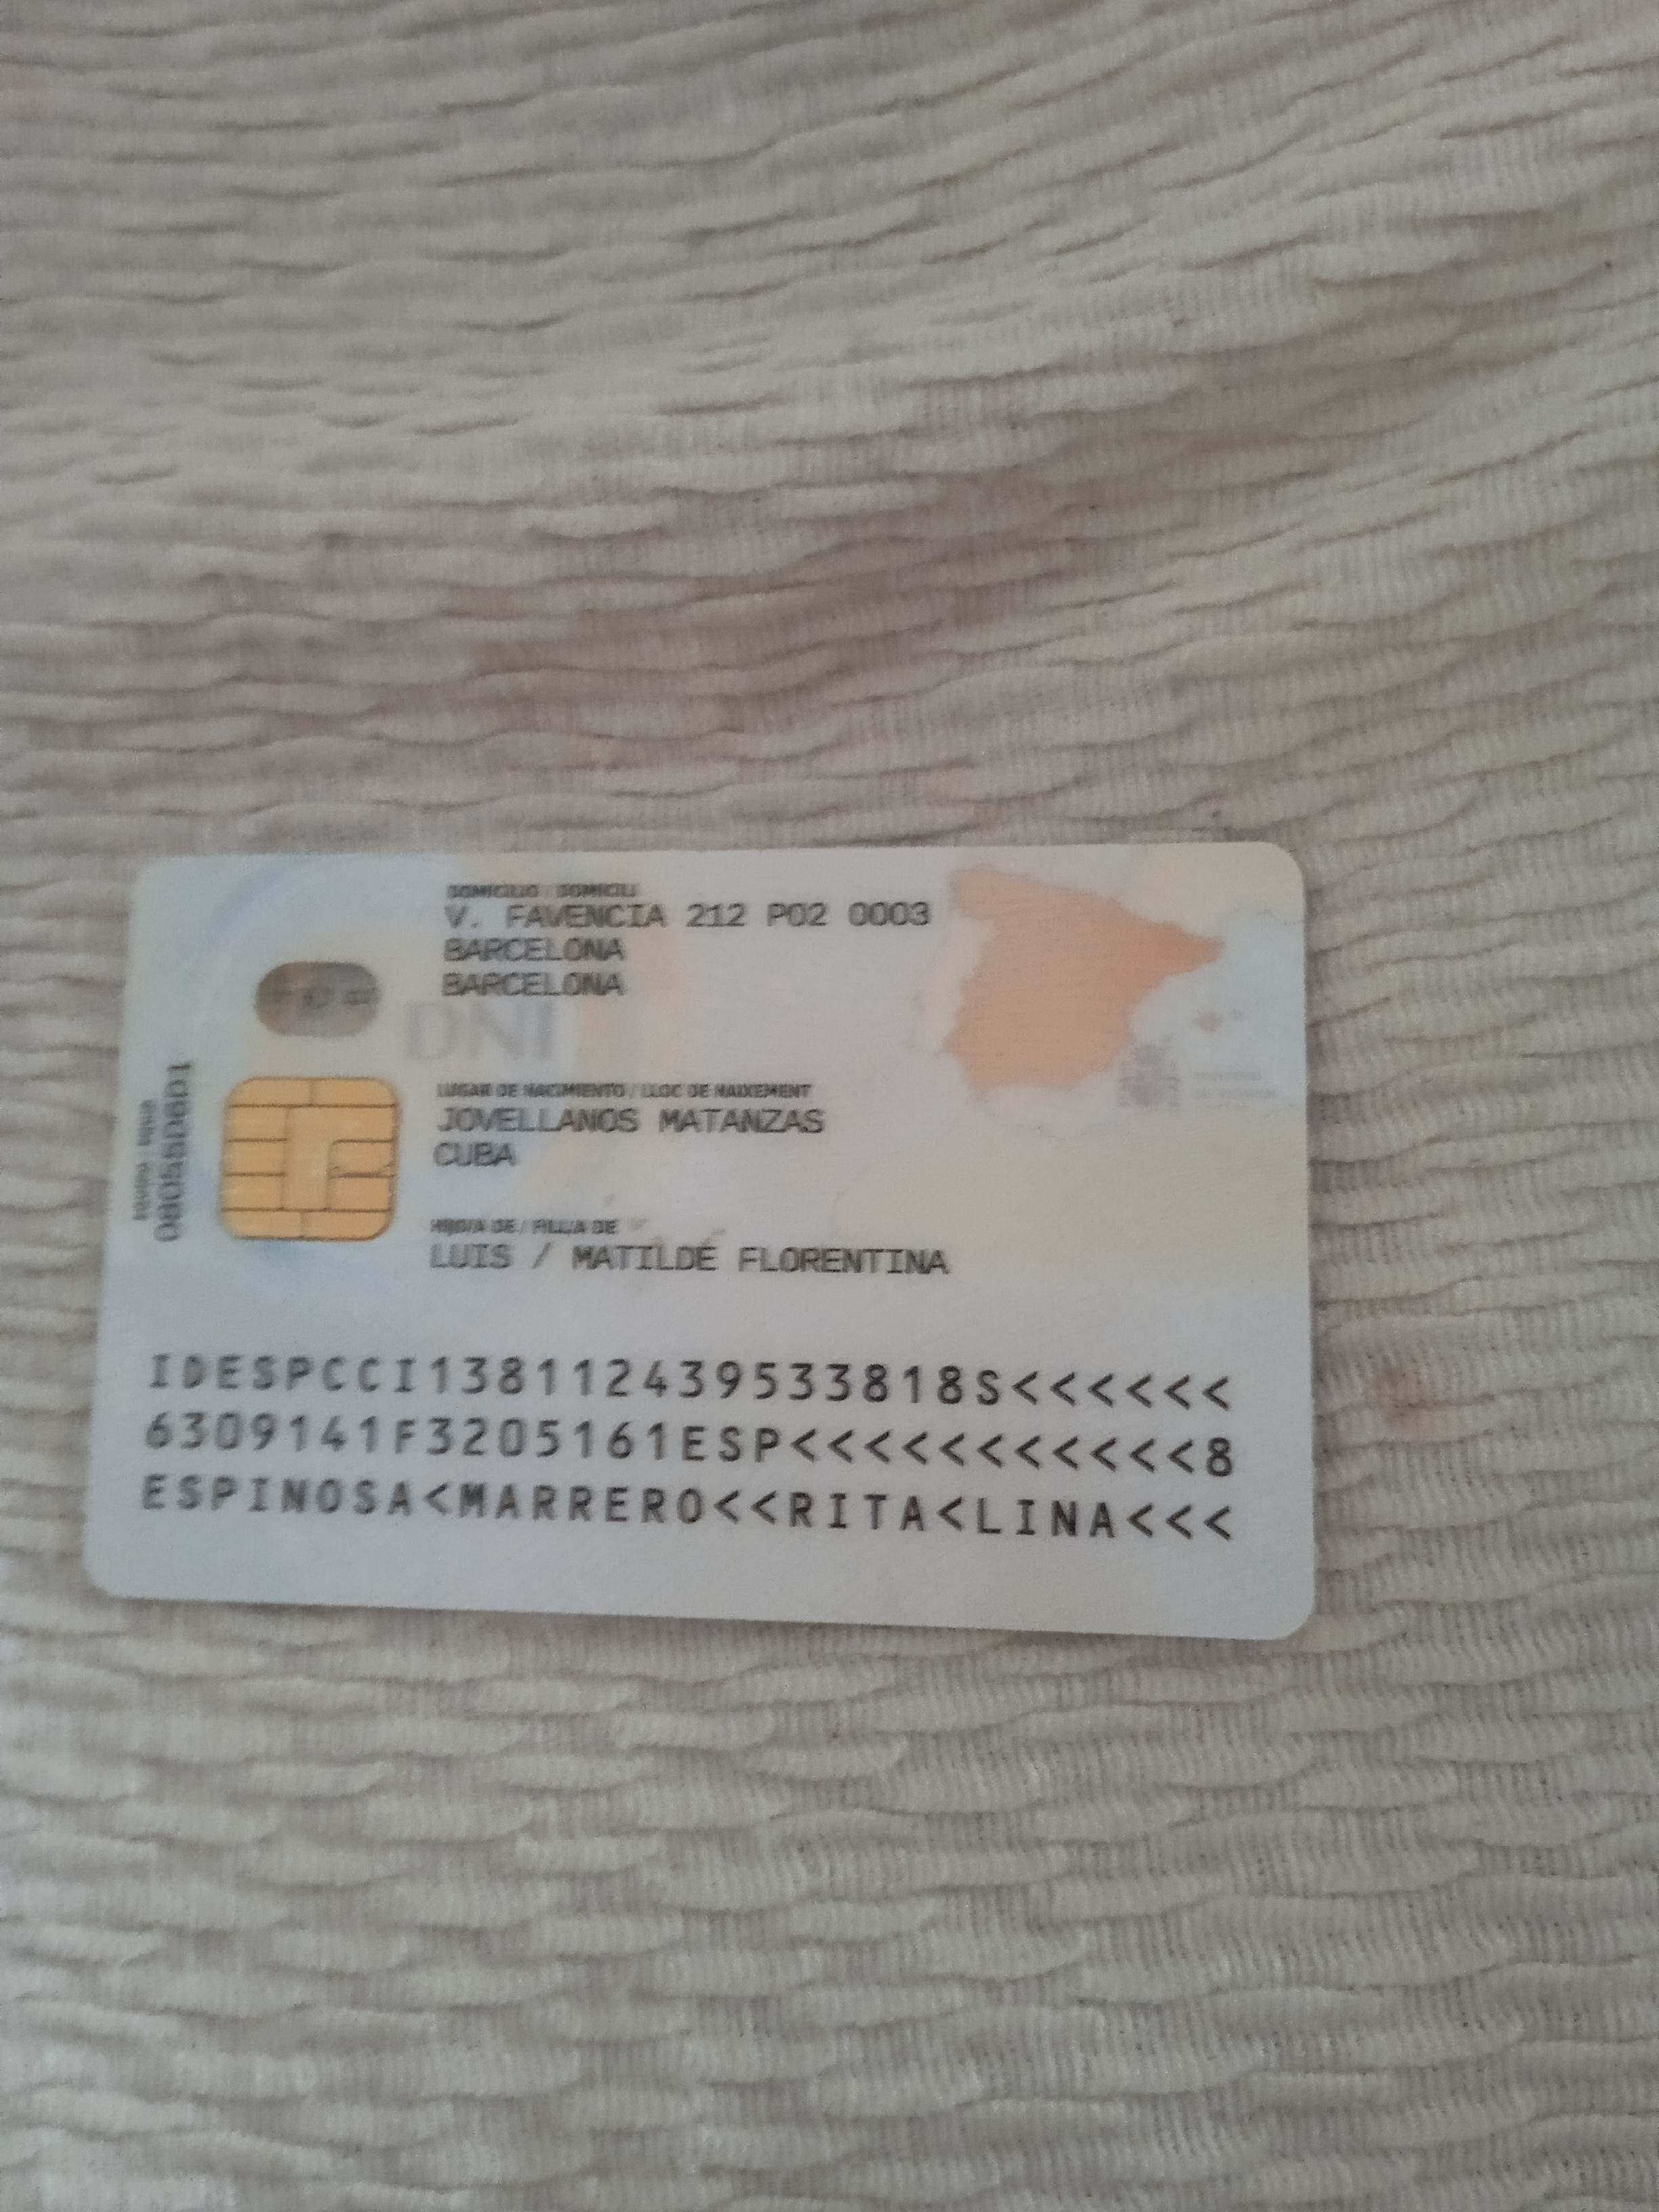 DOMICILIO / DOMICILI
V. FAVENCIA 212 P02 0003
BARCELONA
BARCELONA
DNI
LUGAR DE NACIMIENTO / LLOC DE NAIXEMENT
JOVELLANOS MATANZAS
CUBA
HIJO/A DE / FILL/A DE
LUIS / MATILDE FLORENTINA
IDESPCCI138112439533818S<<<<<<
6309141F3205161ESP<<<<<<<<<<<8
ESPINOSA<MARRERO<<RITA<LINA<<<